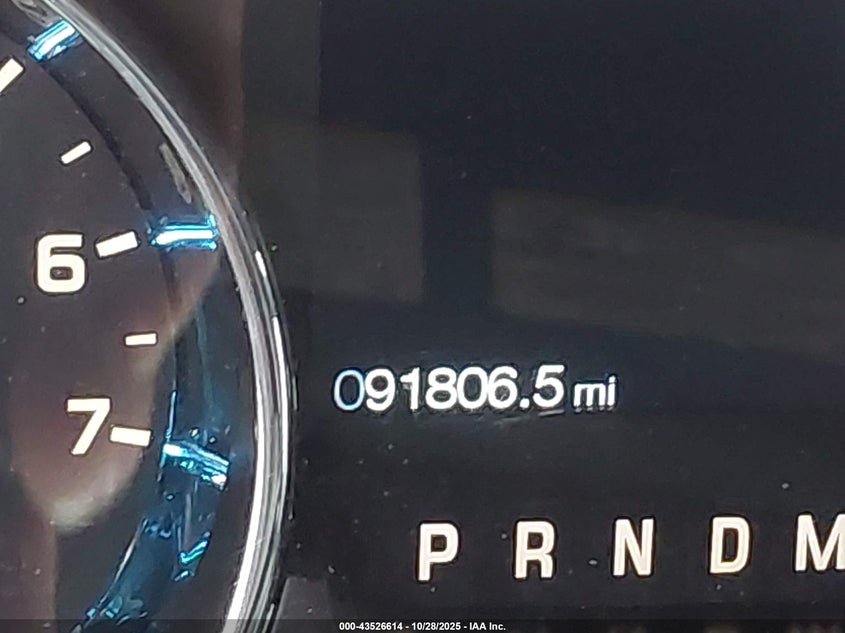 6
091806.5 mi
7
P R N D M
000-43526614 - 10/28/2025 - IAA Inc.